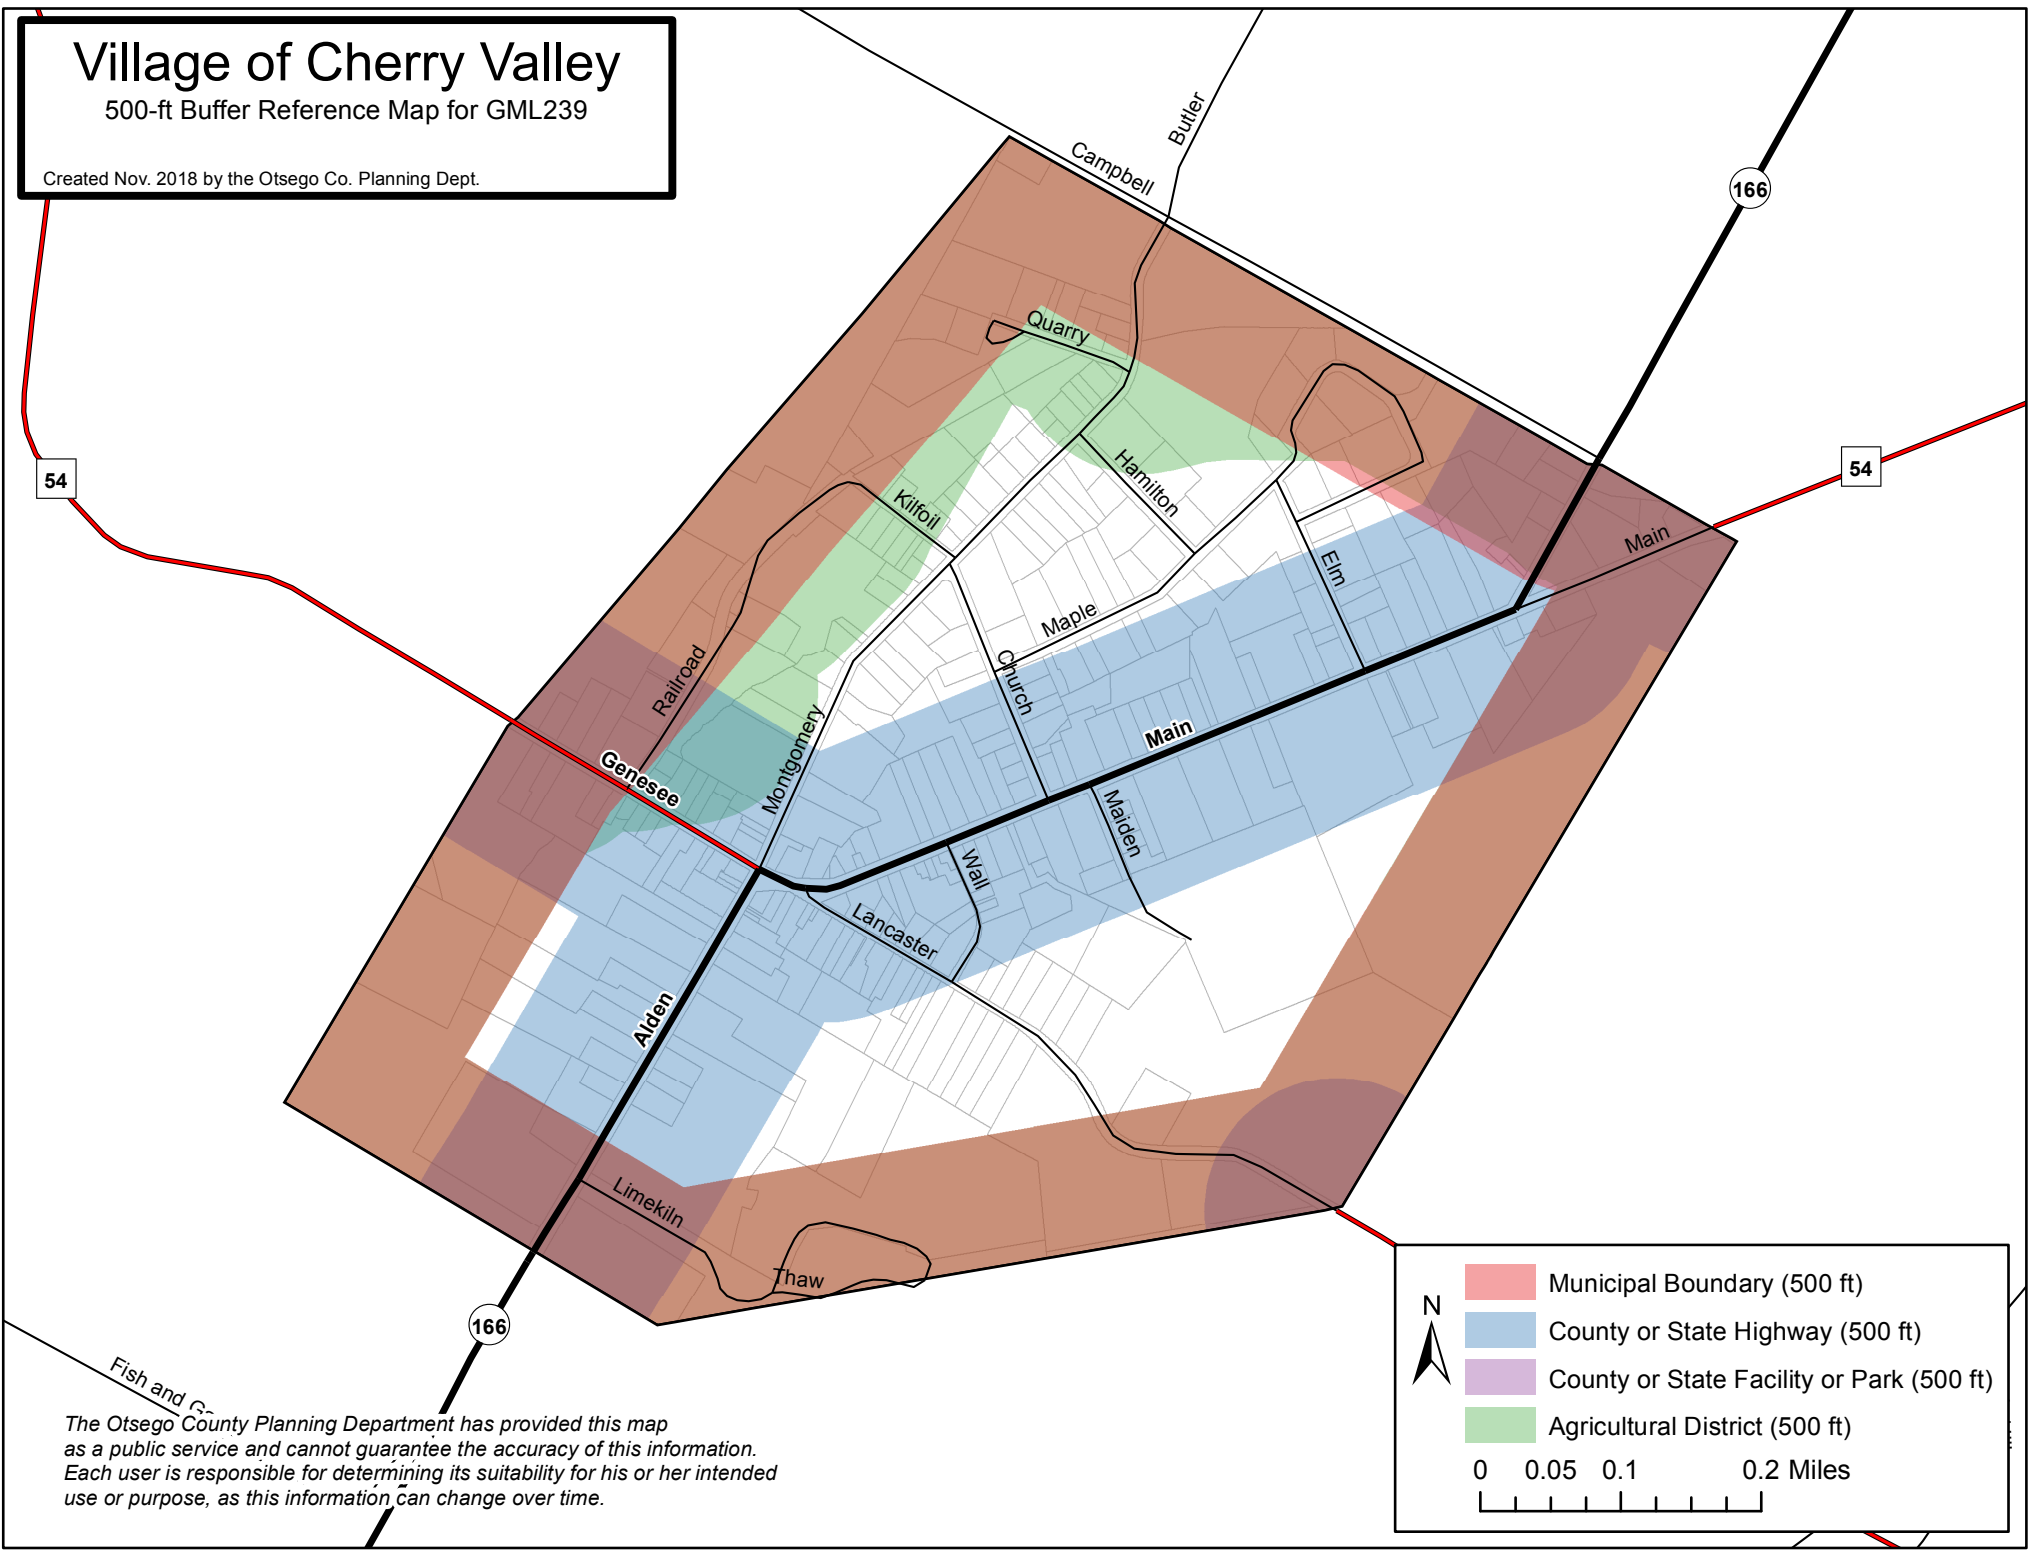 Village of Cherry Valley
500-ft Buffer Reference Map for GML239
Created Nov. 2018 by the Otsego Co. Planning Dept.
Butler
Campbell
166
Quarry
54
54
Hamilton
Kilfoil
Main
Elm
Maple
Church
Railroad
Montgomery
Main
Genesee
Maiden
Wall
Lancaster
Alden
Limekiln
Thaw
166
Fish and
The Otsego County Planning Department has provided this map
as a public service and cannot guarantee the accuracy of this information.
Each user is responsible for determining its suitability for his or her intended
use or purpose, as this information can change over time.
N
Municipal Boundary (500 ft)
County or State Highway (500 ft)
County or State Facility or Park (500 ft)
Agricultural District (500 ft)
0 0.05 0.1 0.2 Miles